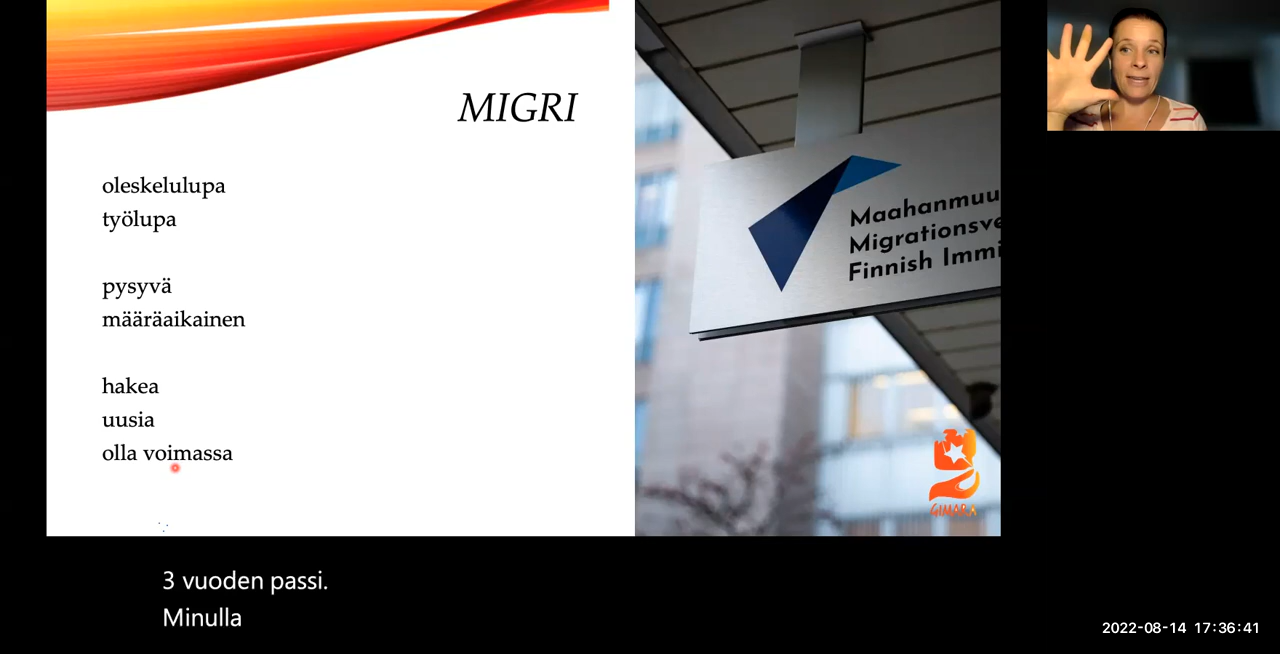 MIGRI
oleskelulupa
työlupa
pysyvä
määräaikainen
hakea
uusia
olla voimassa
Maahanmuu
Migrationsve
Finnish Immi
GIMARA
3 vuoden passi.
Minulla
2022-08-14 17:36:41